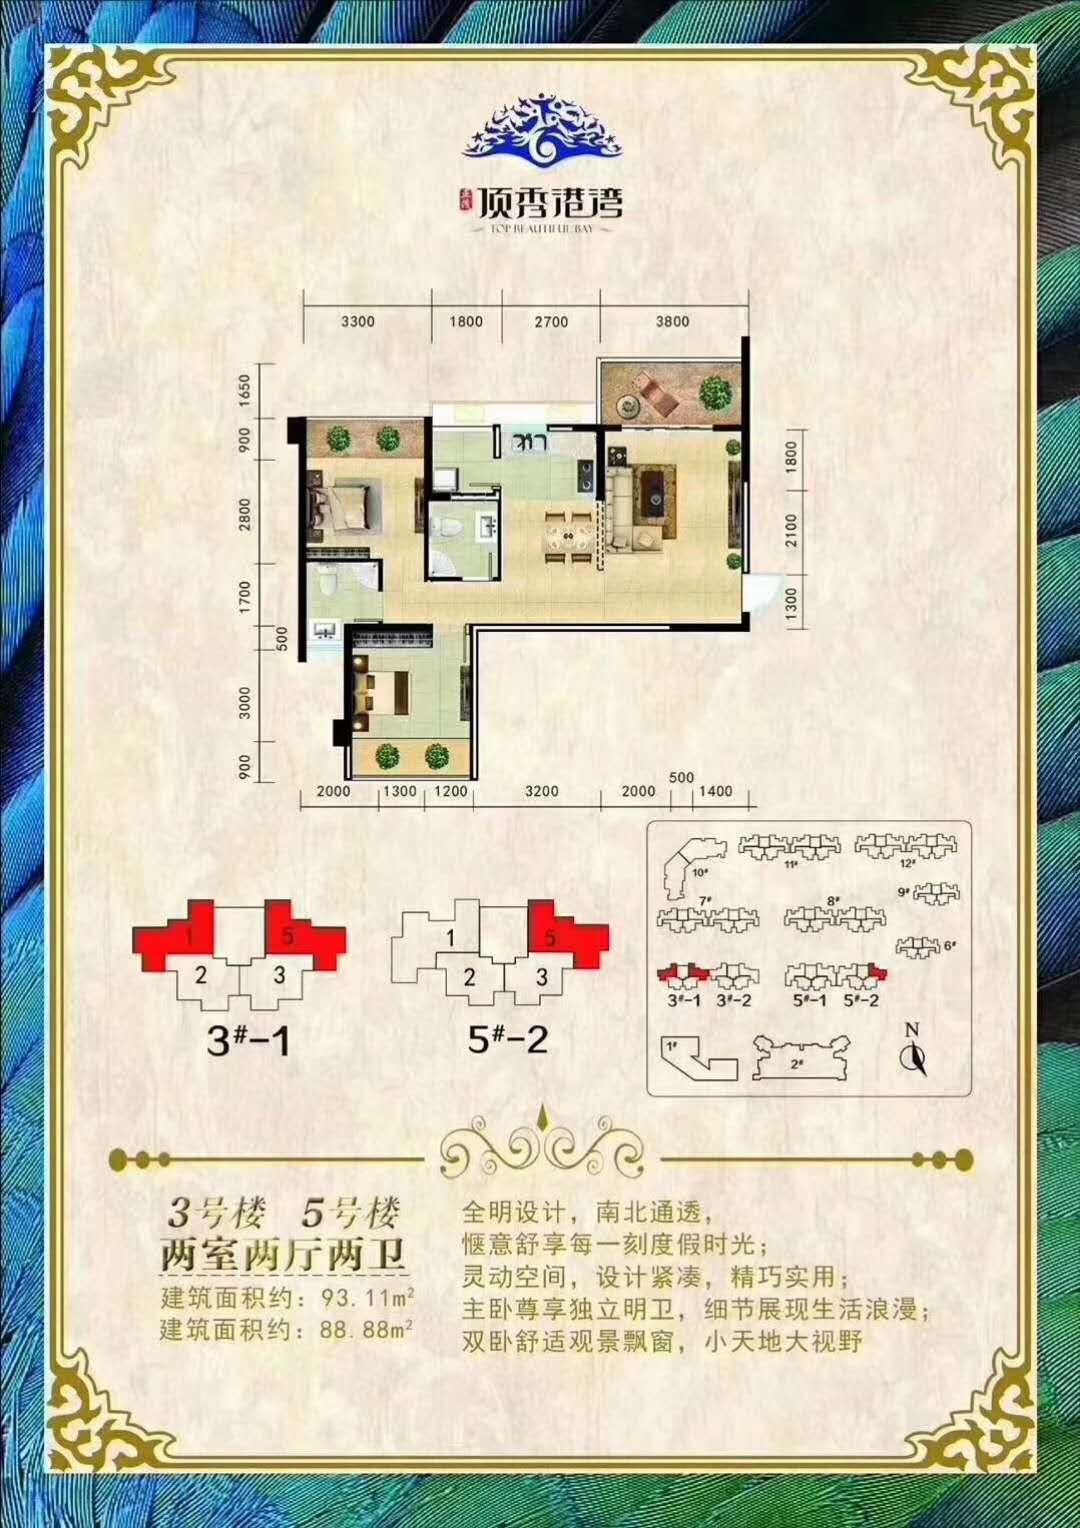 顶秀港湾
TOP BEAUTIFUL BAY
3300 1800 2700 3800
1650
900
2800
1700
500
3000
900
1800
2100
1300
2000 1300 1200 3200 2000 500 1400
1 5
2 3
3#-1
1 5
2 3
5#-2
10# 11# 12#
7# 8# 9#
6#
3#-1 3#-2 5#-1 5#-2
1# 2# N
3号楼 5号楼
两室两厅两卫
建筑面积约：93.11m²
建筑面积约：88.88m²
全明设计，南北通透，
惬意舒享每一刻度假时光；
灵动空间，设计紧凑，精巧实用；
主卧尊享独立明卫，细节展现生活浪漫；
双卧舒适观景飘窗，小天地大视野